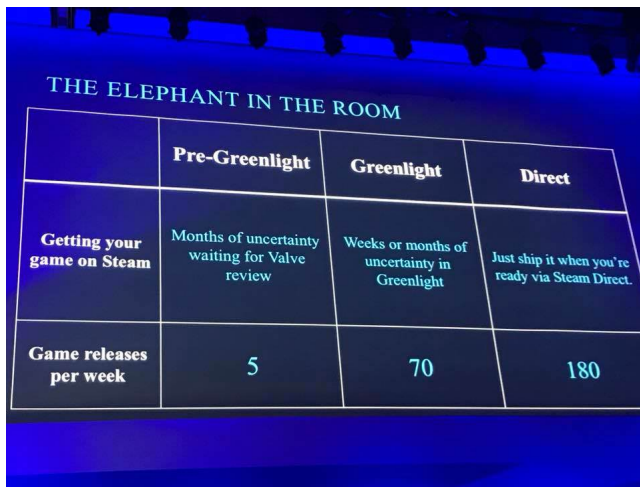 THE ELEPHANT IN THE ROOM
Pre-Greenlight
Greenlight
Direct
Getting your
game on Steam
Months of uncertainty
waiting for Valve
review
Weeks or months of
uncertainty in
Greenlight
Just ship it when you're
ready via Steam Direct.
Game releases
per week
5
70
180